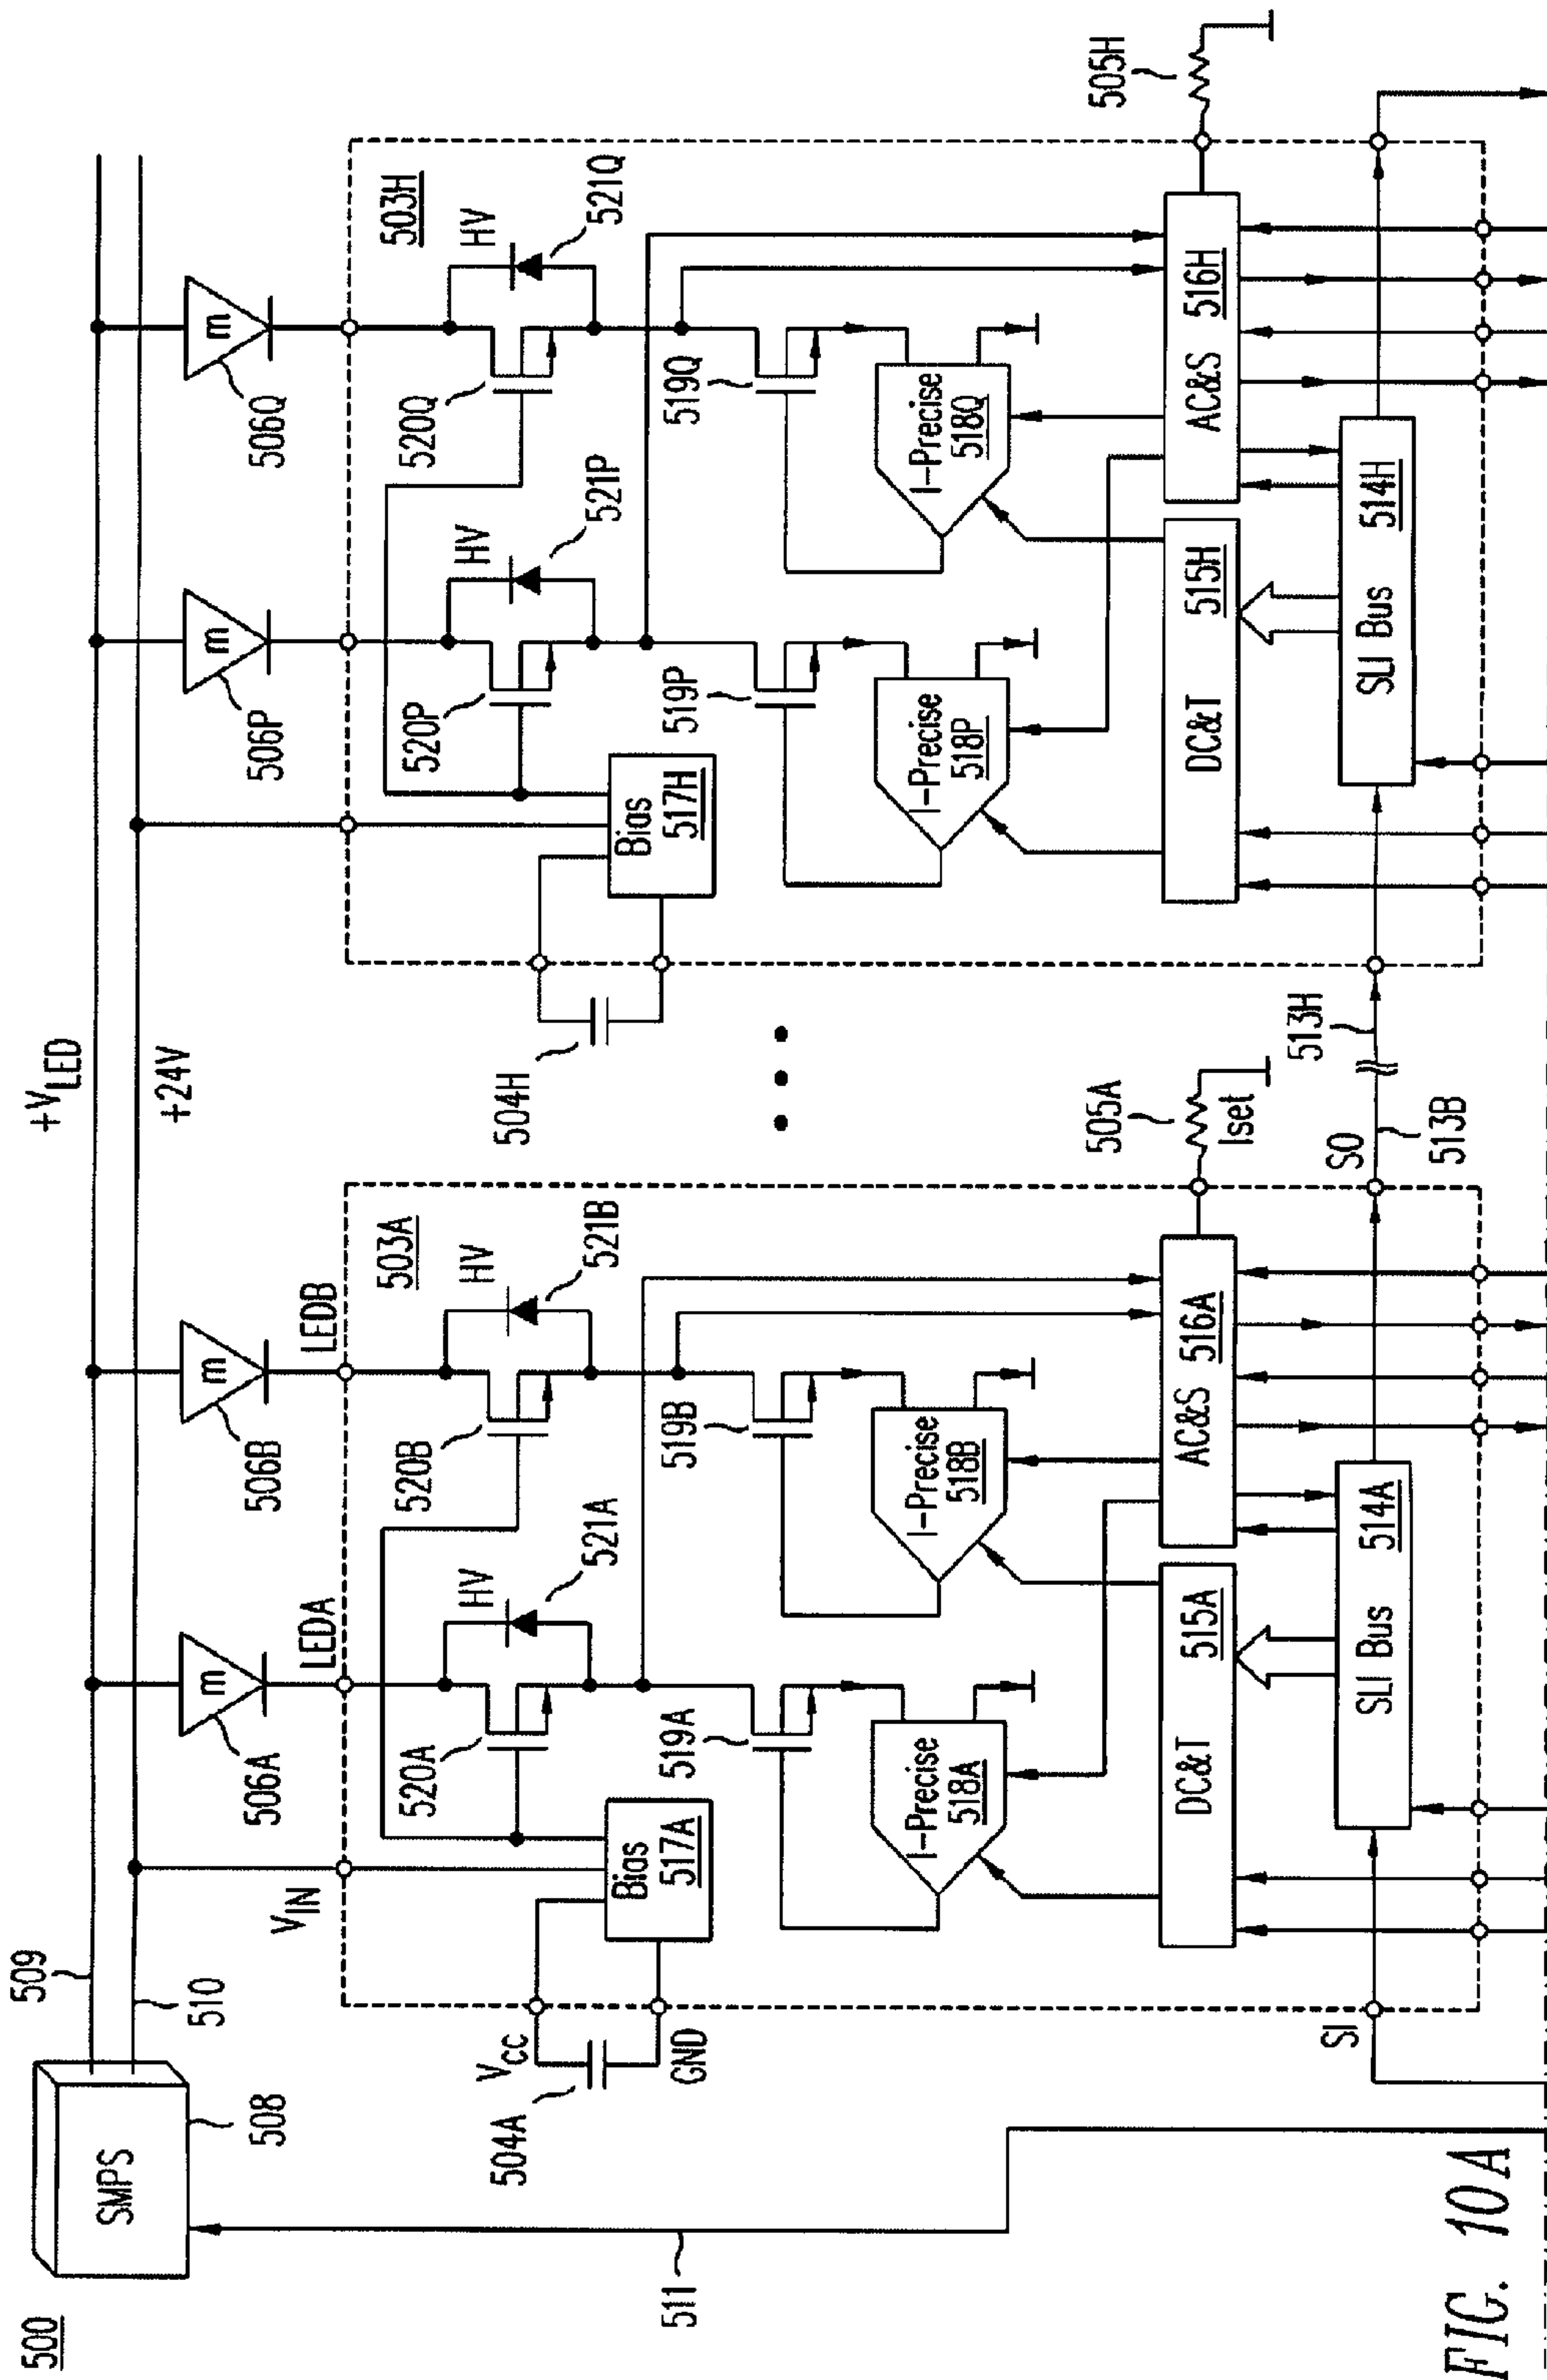 500
SMPS
508
509
510
511
+VLED
+24V
506A
m
LEDA
506B
m
LEDB
506P
m
506Q
m
VIN
503A
503H
HV
521A
HV
521B
HV
521P
HV
521Q
520A
520B
520P
520Q
504A
VCC
GND
504H
Bias
517A
Bias
517H
519A
519B
519P
519Q
I-Precise
518A
I-Precise
518B
I-Precise
518P
I-Precise
518Q
505A
Iset
505H
DC&T 515A
AC&S 516A
DC&T 515H
AC&S 516H
SI
SLI Bus 514A
SO
513B
513H
SLI Bus 514H
FIG. 10A